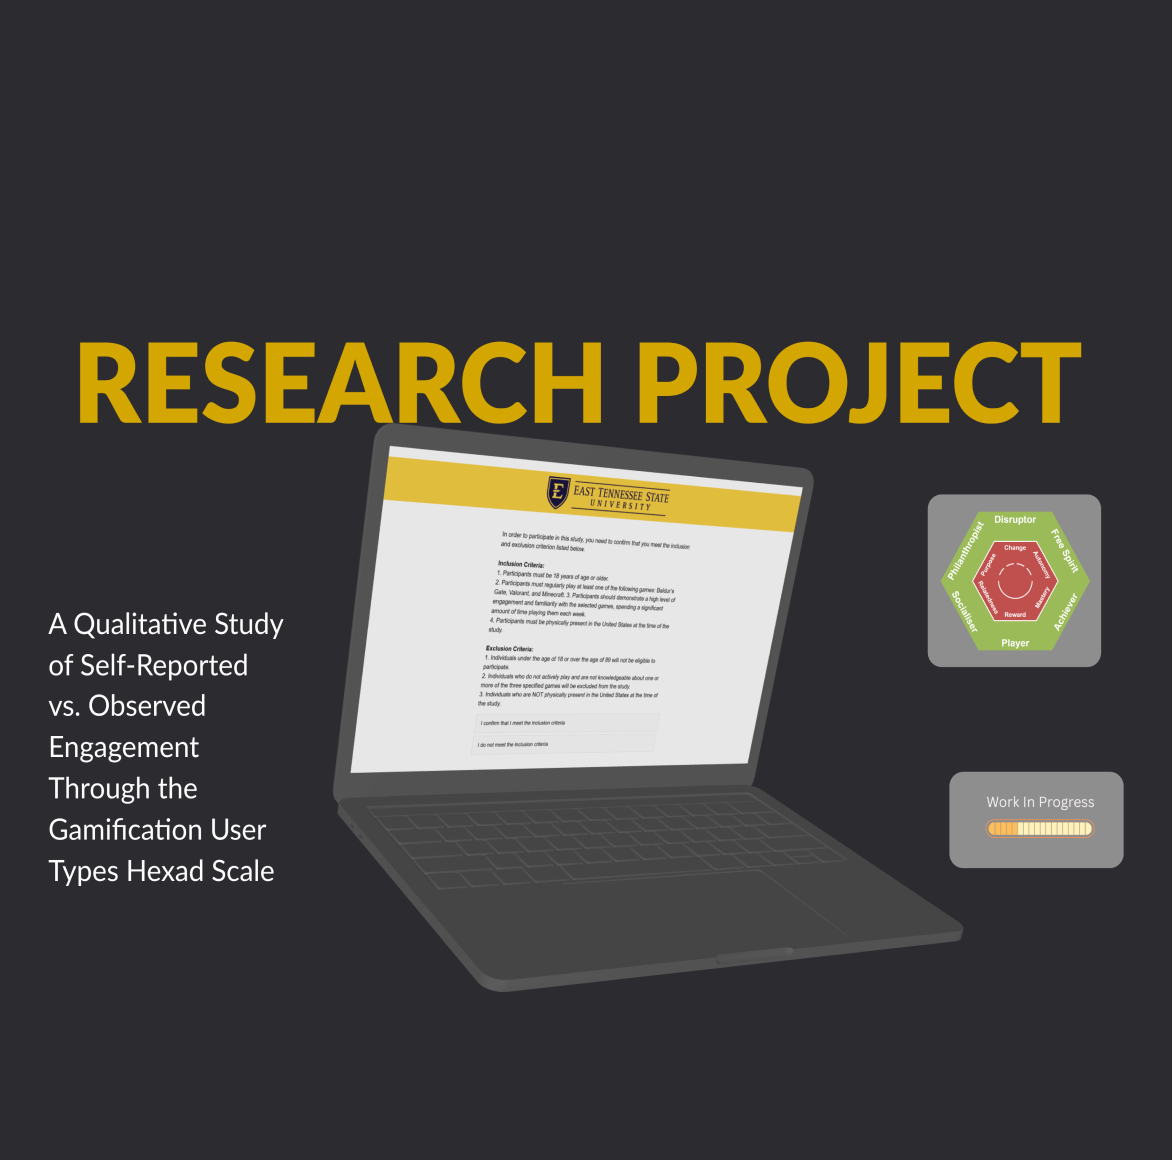 RESEARCH PROJECT
EAST TENNESSEE STATE
UNIVERSITY
In order to participate in this study, you need to confirm that you meet the inclusion
and exclusion criterion listed below.
Inclusion Criteria:
1. Participants must be 18 years of age or older.
2. Participants must regularly play at least one of the following games: Baldur's
Gate, Valorant, and Minecraft. 3. Participants should demonstrate a high level of
engagement and familiarity with the selected games, spending a significant
amount of time playing them each week.
4. Participants must be physically present in the United States at the time of the
study.
Exclusion Criteria:
1. Individuals under the age of 18 or over the age of 89 will not be eligible to
participate.
2. Individuals who do not actively play and are not knowledgeable about one or
more of the three specified games will be excluded from the study.
3. Individuals who are NOT physically present in the United States at the time of
the study.
I confirm that I meet the inclusion criteria
I do not meet the inclusion criteria
A Qualitative Study
of Self-Reported
vs. Observed
Engagement
Through the
Gamification User
Types Hexad Scale
Disruptor
Free Spirit
Achiever
Player
Socialiser
Philanthropist
Change
Autonomy
Mastery
Reward
Relatedness
Purpose
Work In Progress